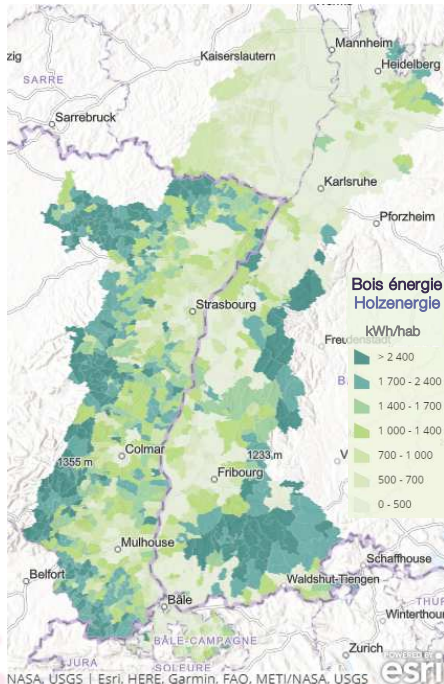 Mannheim
Kaiserslautern
Heidelberg
SARRE
Sarrebruck
Karlsruhe
Pforzheim
Bois énergie
Holzenergie
Strasbourg
kWh/hab
> 2 400
1 700 - 2 400
1 400 - 1 700
1 000 - 1 400
700 - 1 000
500 - 700
0 - 500
Colmar
1355 m
1233 m
Fribourg
Mulhouse
Schaffhouse
Belfort
Waldshut-Tiengen
Bâle
Winterthou
BÂLE-CAMPAGNE
JURA
SOLEURE
Zurich
POWERED BY
esri
NASA, USGS | Esri, HERE, Garmin, FAO, METI/NASA, USGS